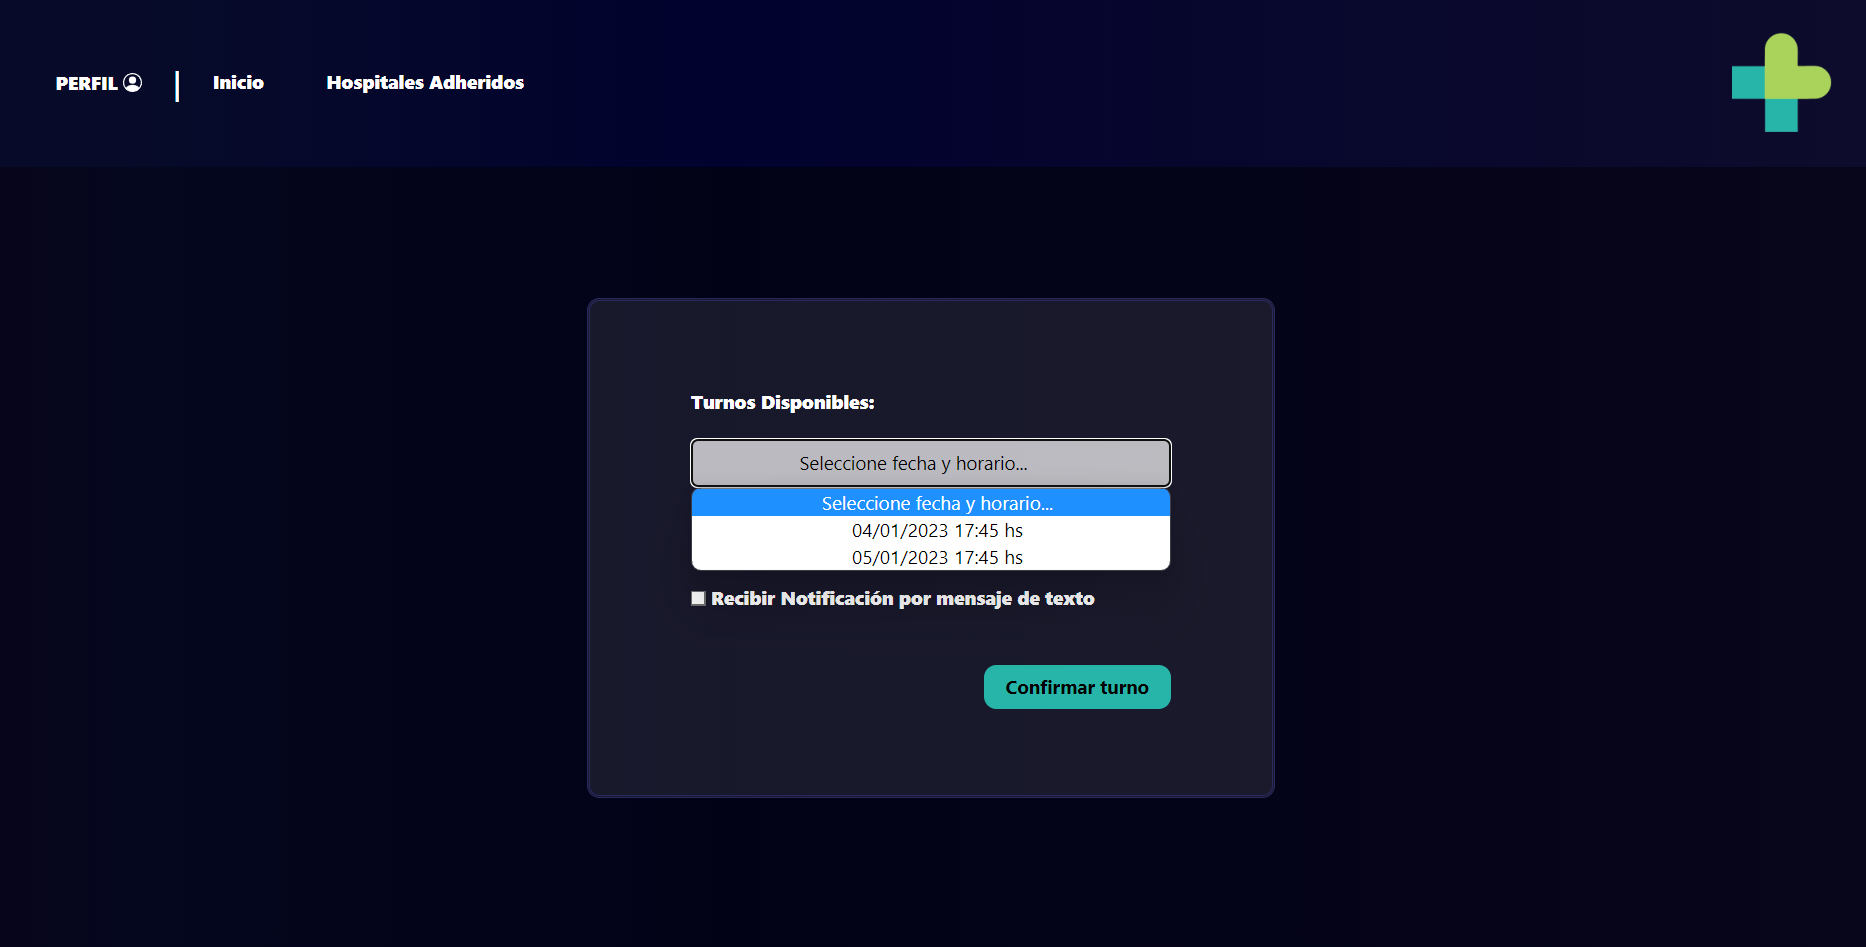 PERFIL
Inicio
Hospitales Adheridos
Turnos Disponibles:
Seleccione fecha y horario...
Seleccione fecha y horario...
04/01/2023 17:45 hs
05/01/2023 17:45 hs
Recibir Notificación por mensaje de texto
Confirmar turno